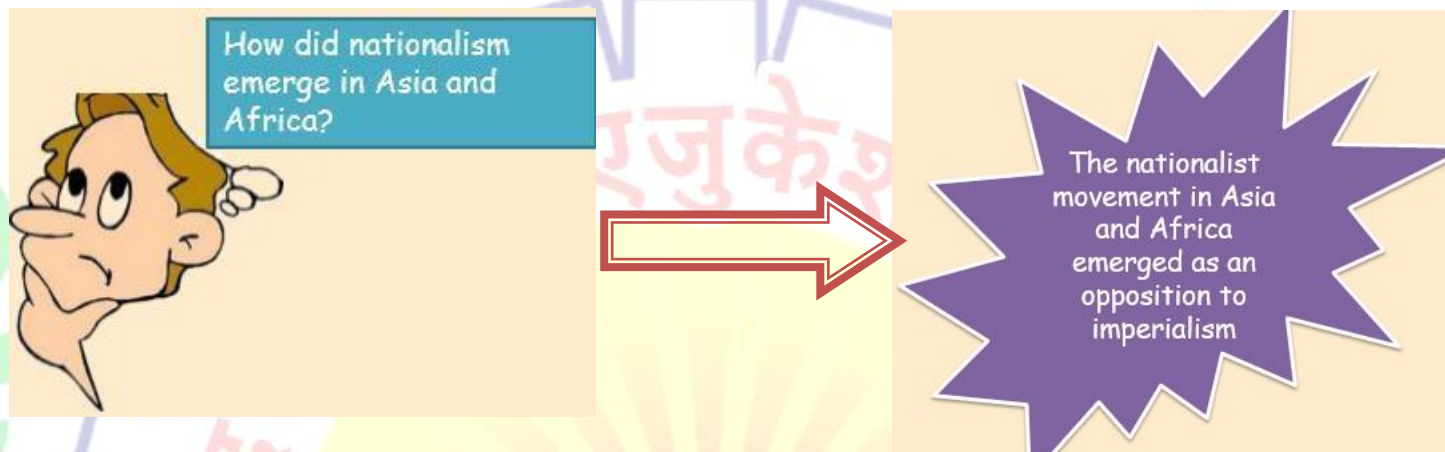 How did nationalism
emerge in Asia and
Africa?
The nationalist
movement in Asia
and Africa
emerged as an
opposition to
imperialism